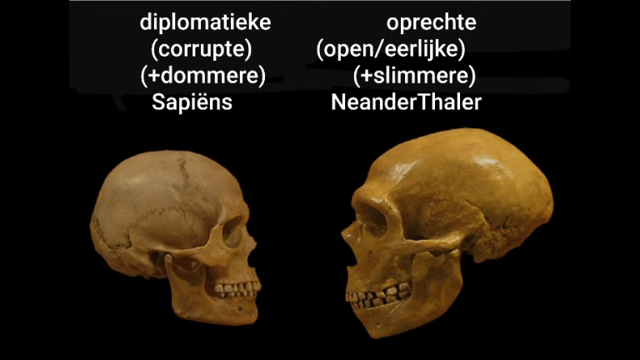 diplomatieke
(corrupte)
(+dommere)
Sapiëns
oprechte
(open/eerlijke)
(+slimmere)
NeanderThaler